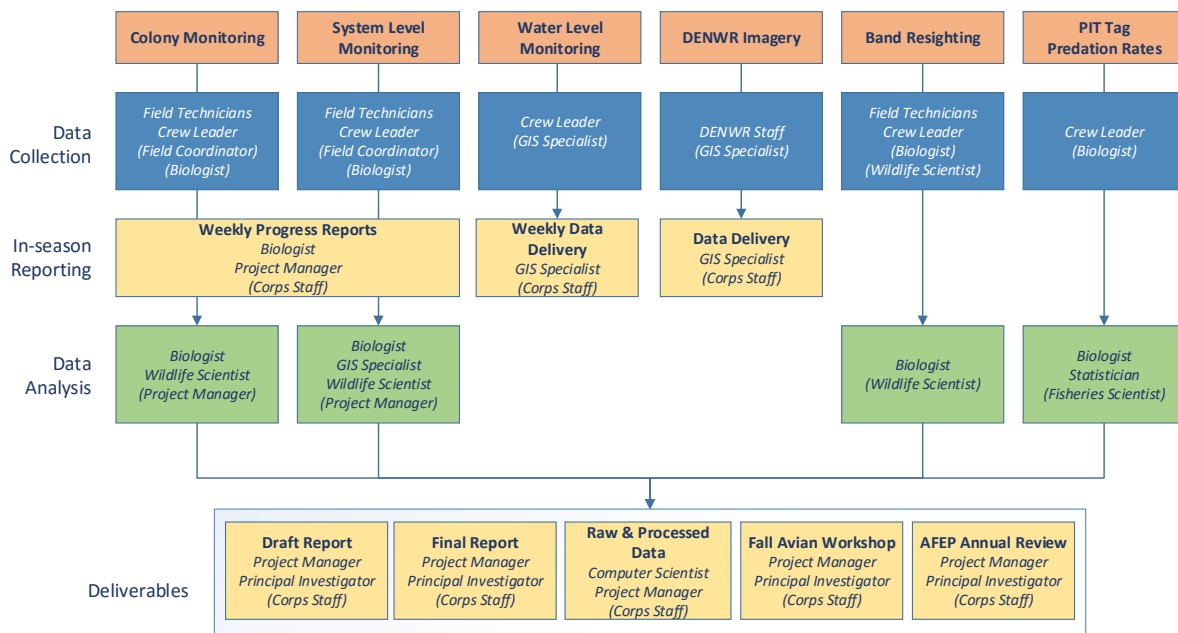 Colony Monitoring
System Level
Monitoring
Water Level
Monitoring
DENWR Imagery
Band Resighting
PIT Tag
Predation Rates
Data
Collection
Field Technicians
Crew Leader
(Field Coordinator)
(Biologist)
Field Technicians
Crew Leader
(Field Coordinator)
(Biologist)
Crew Leader
(GIS Specialist)
DENWR Staff
(GIS Specialist)
Field Technicians
Crew Leader
(Biologist)
(Wildlife Scientist)
Crew Leader
(Biologist)
In-season
Reporting
Weekly Progress Reports
Biologist
Project Manager
(Corps Staff)
Weekly Data
Delivery
GIS Specialist
(Corps Staff)
Data Delivery
GIS Specialist
(Corps Staff)
Data
Analysis
Biologist
Wildlife Scientist
(Project Manager)
Biologist
GIS Specialist
Wildlife Scientist
(Project Manager)
Biologist
(Wildlife Scientist)
Biologist
Statistician
(Fisheries Scientist)
Deliverables
Draft Report
Project Manager
Principal Investigator
(Corps Staff)
Final Report
Project Manager
Principal Investigator
(Corps Staff)
Raw & Processed
Data
Computer Scientist
Project Manager
(Corps Staff)
Fall Avian Workshop
Project Manager
Principal Investigator
(Corps Staff)
AFEP Annual Review
Project Manager
Principal Investigator
(Corps Staff)